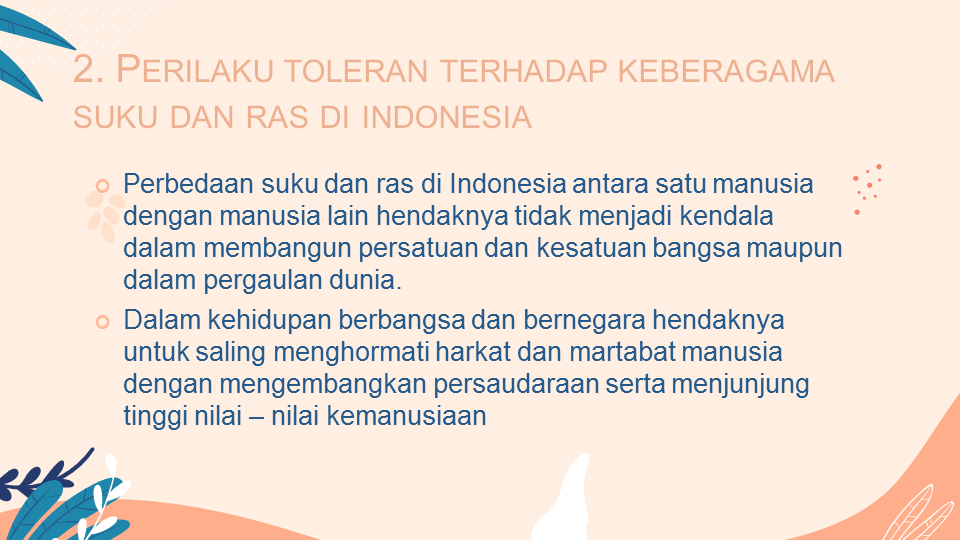 2. PERILAKU TOLERAN TERHADAP KEBERAGAMA
SUKU DAN RAS DI INDONESIA
Perbedaan suku dan ras di Indonesia antara satu manusia
dengan manusia lain hendaknya tidak menjadi kendala
dalam membangun persatuan dan kesatuan bangsa maupun
dalam pergaulan dunia.
Dalam kehidupan berbangsa dan bernegara hendaknya
untuk saling menghormati harkat dan martabat manusia
dengan mengembangkan persaudaraan serta menjunjung
tinggi nilai – nilai kemanusiaan